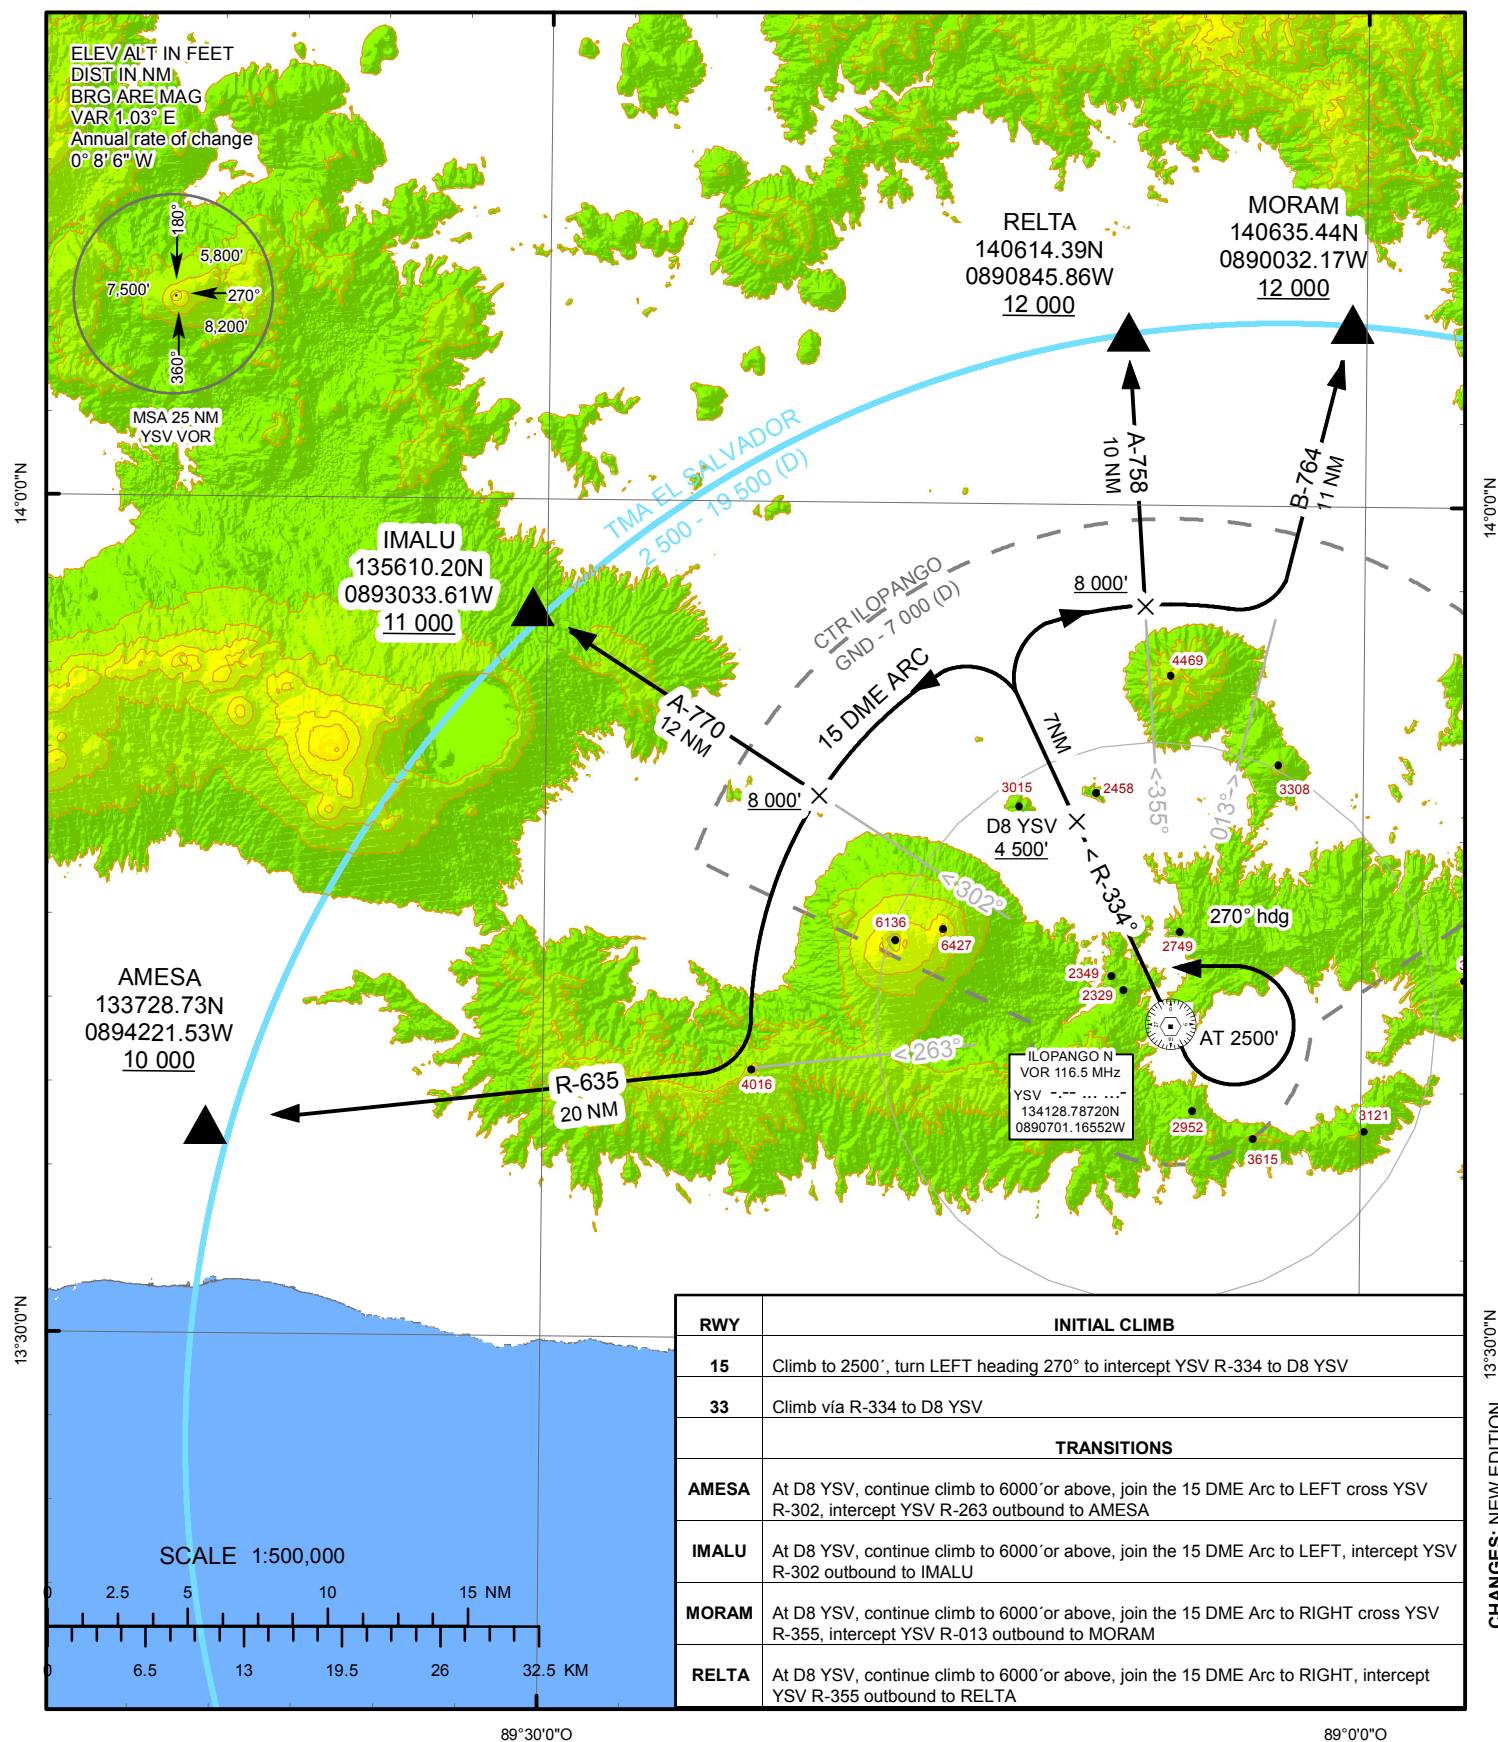 ELEV ALT IN FEET
DIST IN NM
BRG ARE MAG
VAR 1.03° E
Annual rate of change
0° 8' 6" W
180°
5,800'
7,500'
270°
8,200'
360°
MSA 25 NM
YSV VOR
RELTA
140614.39N
0890845.86W
12 000
MORAM
140635.44N
0890032.17W
12 000
TMA EL SALVADOR
2 500 - 19 500 (D)
A-758
10 NM
B-764
11 NM
14°0'0"N
14°0'0"N
IMALU
135610.20N
0893033.61W
11 000
CTR ILOPANGO
GND - 7 000 (D)
8 000'
4469
15 DME ARC
A-770
12 NM
7NM
8 000'
3015
2458
3308
<-355°
013°->
D8 YSV
4 500'
<-302°
< R-334°
270° hdg
6136
6427
2749
2349
2329
AMESA
133728.73N
0894221.53W
10 000
AT 2500'
<-263°
ILOPANGO N
VOR 116.5 MHz
YSV -.-- ... ...-
134128.78720N
0890701.16552W
R-635
20 NM
4016
2952
3121
3615
13°30'0"N
13°30'0"N
RWY INITIAL CLIMB
15 Climb to 2500´, turn LEFT heading 270° to intercept YSV R-334 to D8 YSV
33 Climb vía R-334 to D8 YSV
TRANSITIONS
AMESA At D8 YSV, continue climb to 6000´or above, join the 15 DME Arc to LEFT cross YSV
R-302, intercept YSV R-263 outbound to AMESA
IMALU At D8 YSV, continue climb to 6000´or above, join the 15 DME Arc to LEFT, intercept YSV
R-302 outbound to IMALU
MORAM At D8 YSV, continue climb to 6000´or above, join the 15 DME Arc to RIGHT cross YSV
R-355, intercept YSV R-013 outbound to MORAM
RELTA At D8 YSV, continue climb to 6000´or above, join the 15 DME Arc to RIGHT, intercept
YSV R-355 outbound to RELTA
CHANGES: NEW EDITION
SCALE 1:500,000
0 2.5 5 10 15 NM
0 6.5 13 19.5 26 32.5 KM
89°30'0"O
89°0'0"O